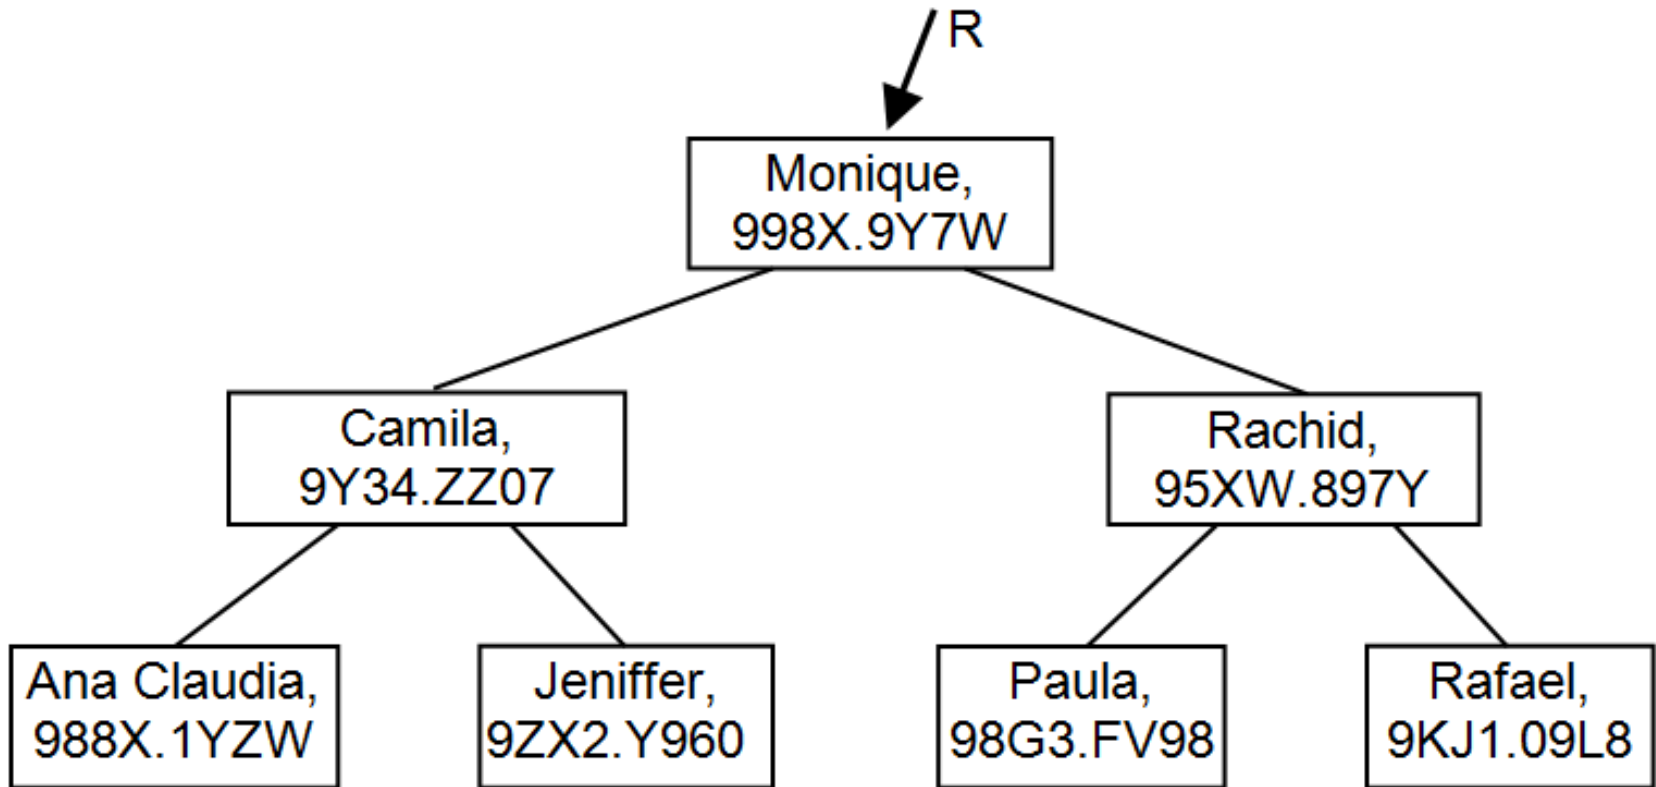 R
Monique,
998X.9Y7W
Camila,
9Y34.ZZ07
Rachid,
95XW.897Y
Ana Claudia,
988X.1YZW
Jeniffer,
9ZX2.Y960
Paula,
98G3.FV98
Rafael,
9KJ1.09L8